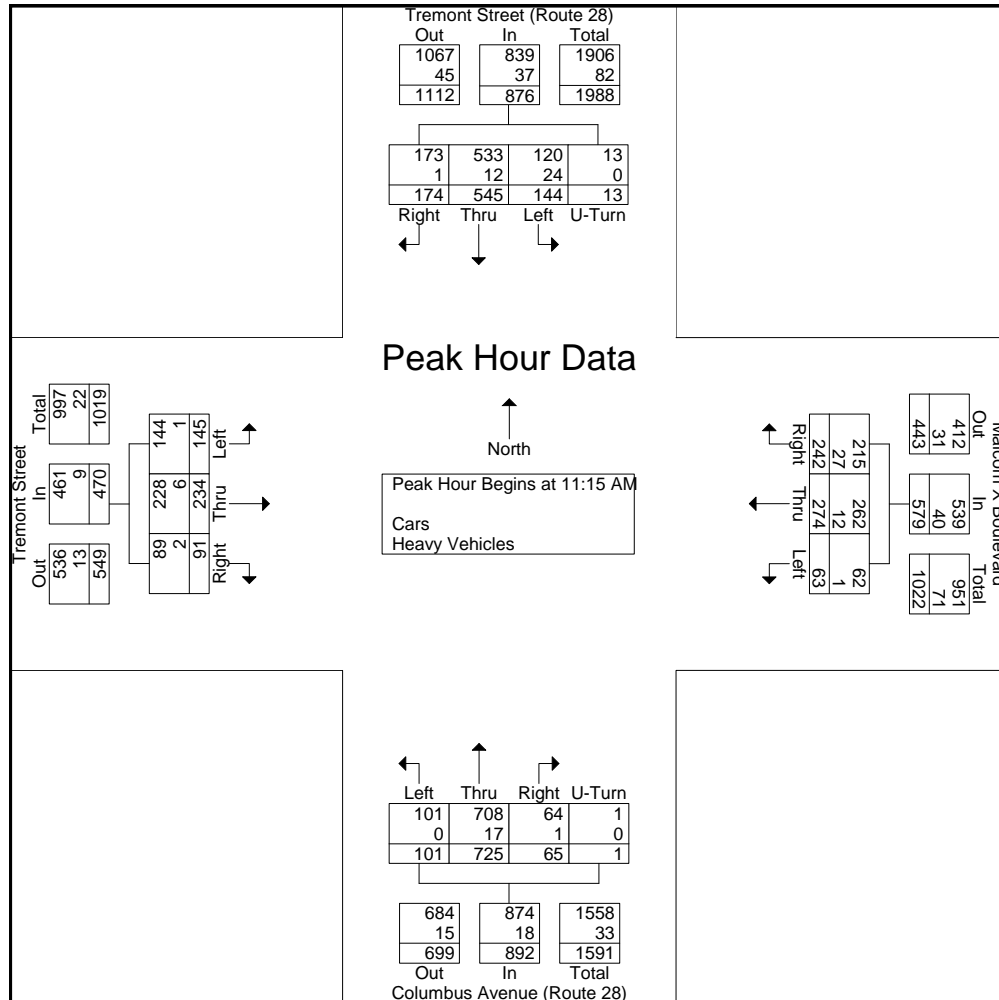 Tremont Street (Route 28)
Out In Total
1067 839 1906
45 37 82
1112 876 1988
173 533 120 13
1 12 24 0
174 545 144 13
Right Thru Left U-Turn
Peak Hour Data
North
Peak Hour Begins at 11:15 AM
Cars
Heavy Vehicles
Tremont Street
Out In Total
536 461 997
13 9 22
549 470 1019
144 228 89
1 6 2
145 234 91
Left Thru Right
Malcolm X Boulevard
Out In Total
412 539 951
31 40 71
443 579 1022
215 262 62
27 12 1
242 274 63
Right Thru Left
Left Thru Right U-Turn
101 708 64 1
0 17 1 0
101 725 65 1
684 874 1558
15 18 33
699 892 1591
Out In Total
Columbus Avenue (Route 28)